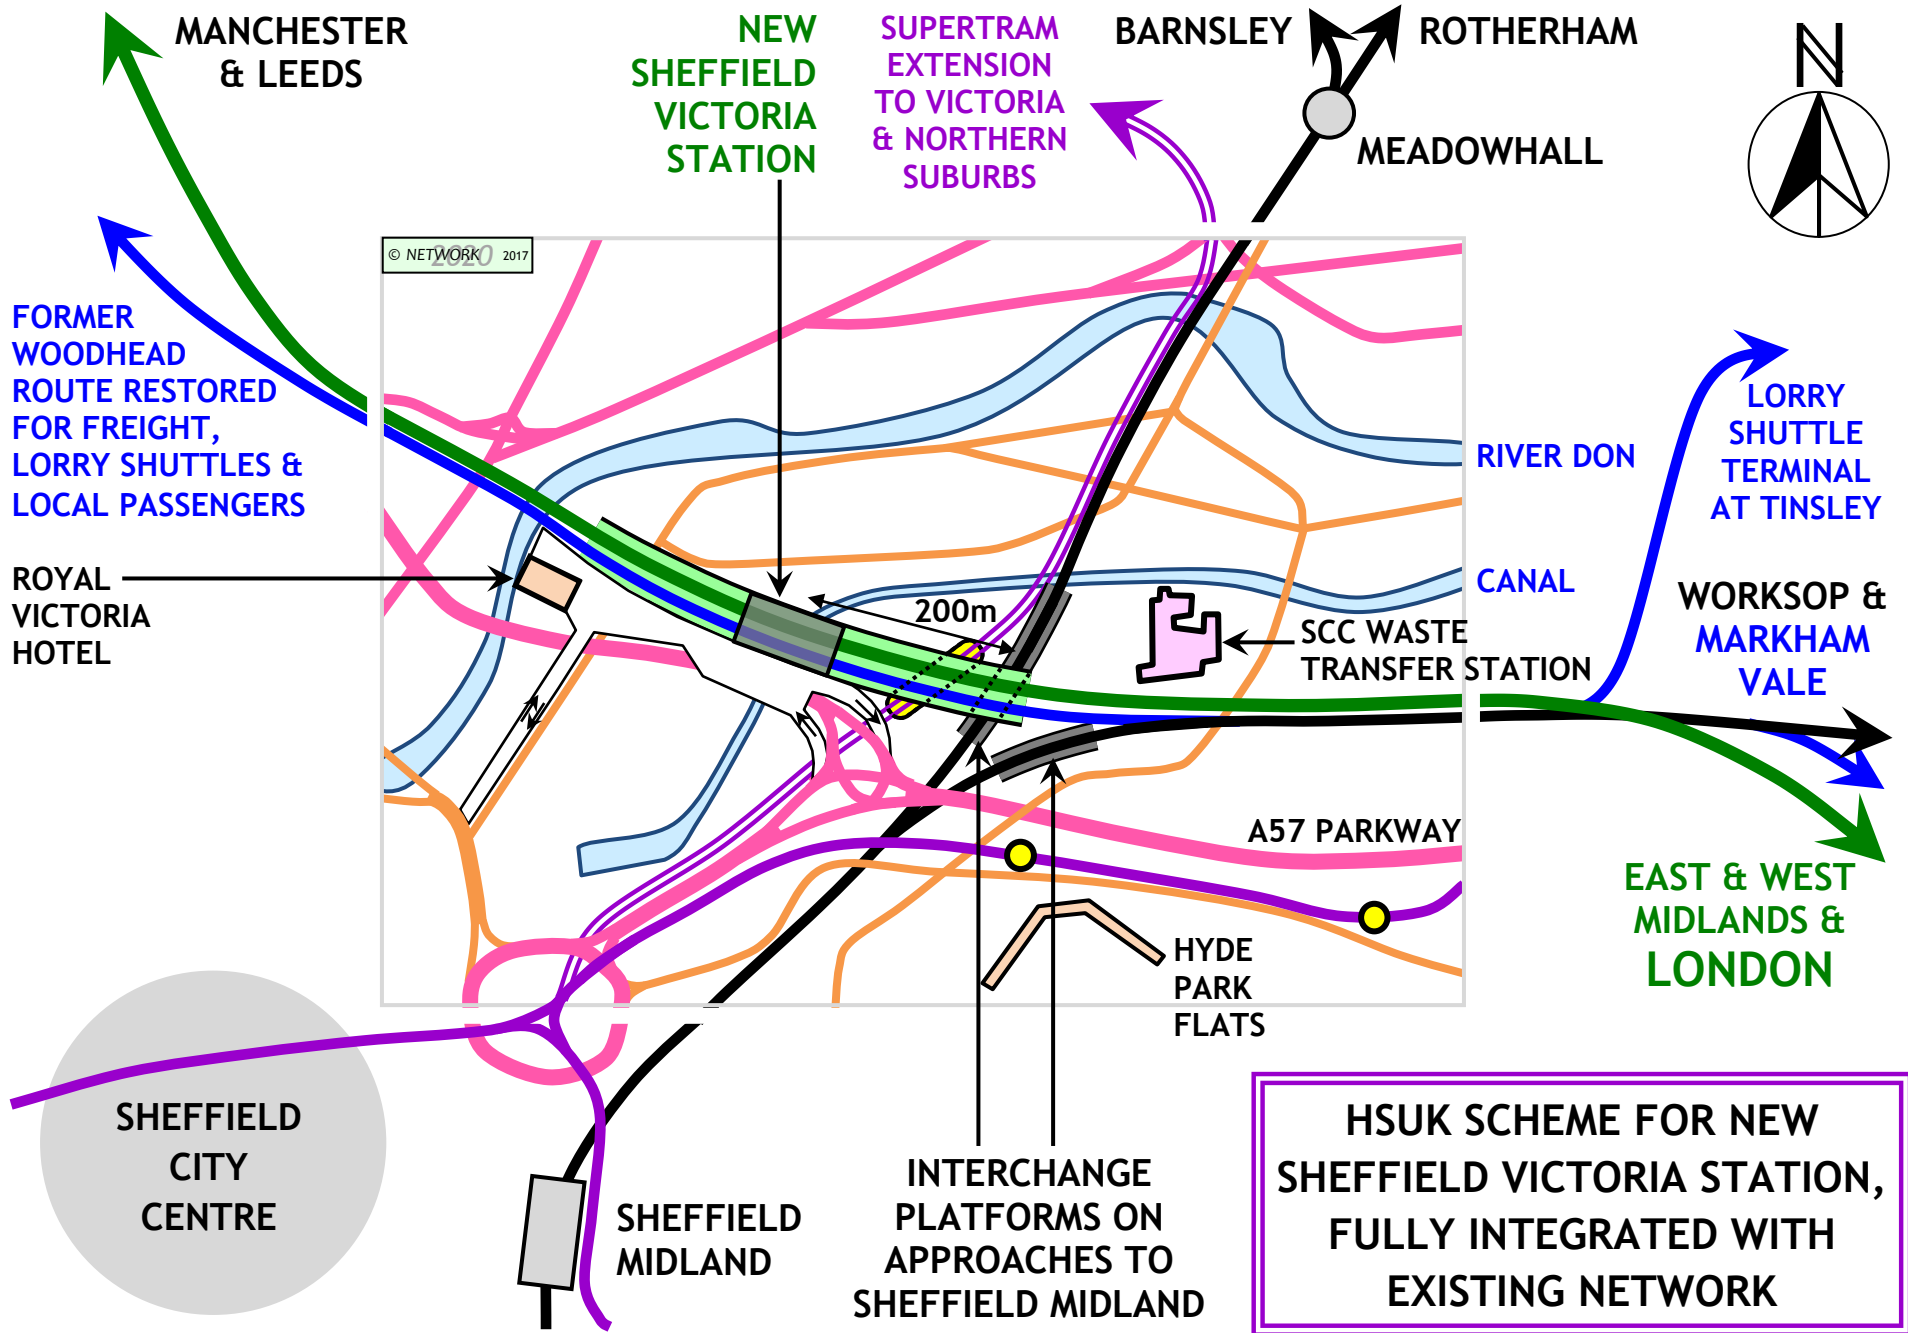 MANCHESTER
& LEEDS
NEW
SHEFFIELD
VICTORIA
STATION
SUPERTRAM
EXTENSION
TO VICTORIA
& NORTHERN
SUBURBS
BARNSLEY
ROTHERHAM
MEADOWHALL
N
© NETWORK 2020 2017
FORMER
WOODHEAD
ROUTE RESTORED
FOR FREIGHT,
LORRY SHUTTLES &
LOCAL PASSENGERS
ROYAL
VICTORIA
HOTEL
200m
RIVER DON
CANAL
LORRY
SHUTTLE
TERMINAL
AT TINSLEY
WORKSOP &
MARKHAM
VALE
SCC WASTE
TRANSFER STATION
A57 PARKWAY
EAST & WEST
MIDLANDS &
LONDON
HYDE
PARK
FLATS
SHEFFIELD
CITY
CENTRE
SHEFFIELD
MIDLAND
INTERCHANGE
PLATFORMS ON
APPROACHES TO
SHEFFIELD MIDLAND
HSUK SCHEME FOR NEW
SHEFFIELD VICTORIA STATION,
FULLY INTEGRATED WITH
EXISTING NETWORK